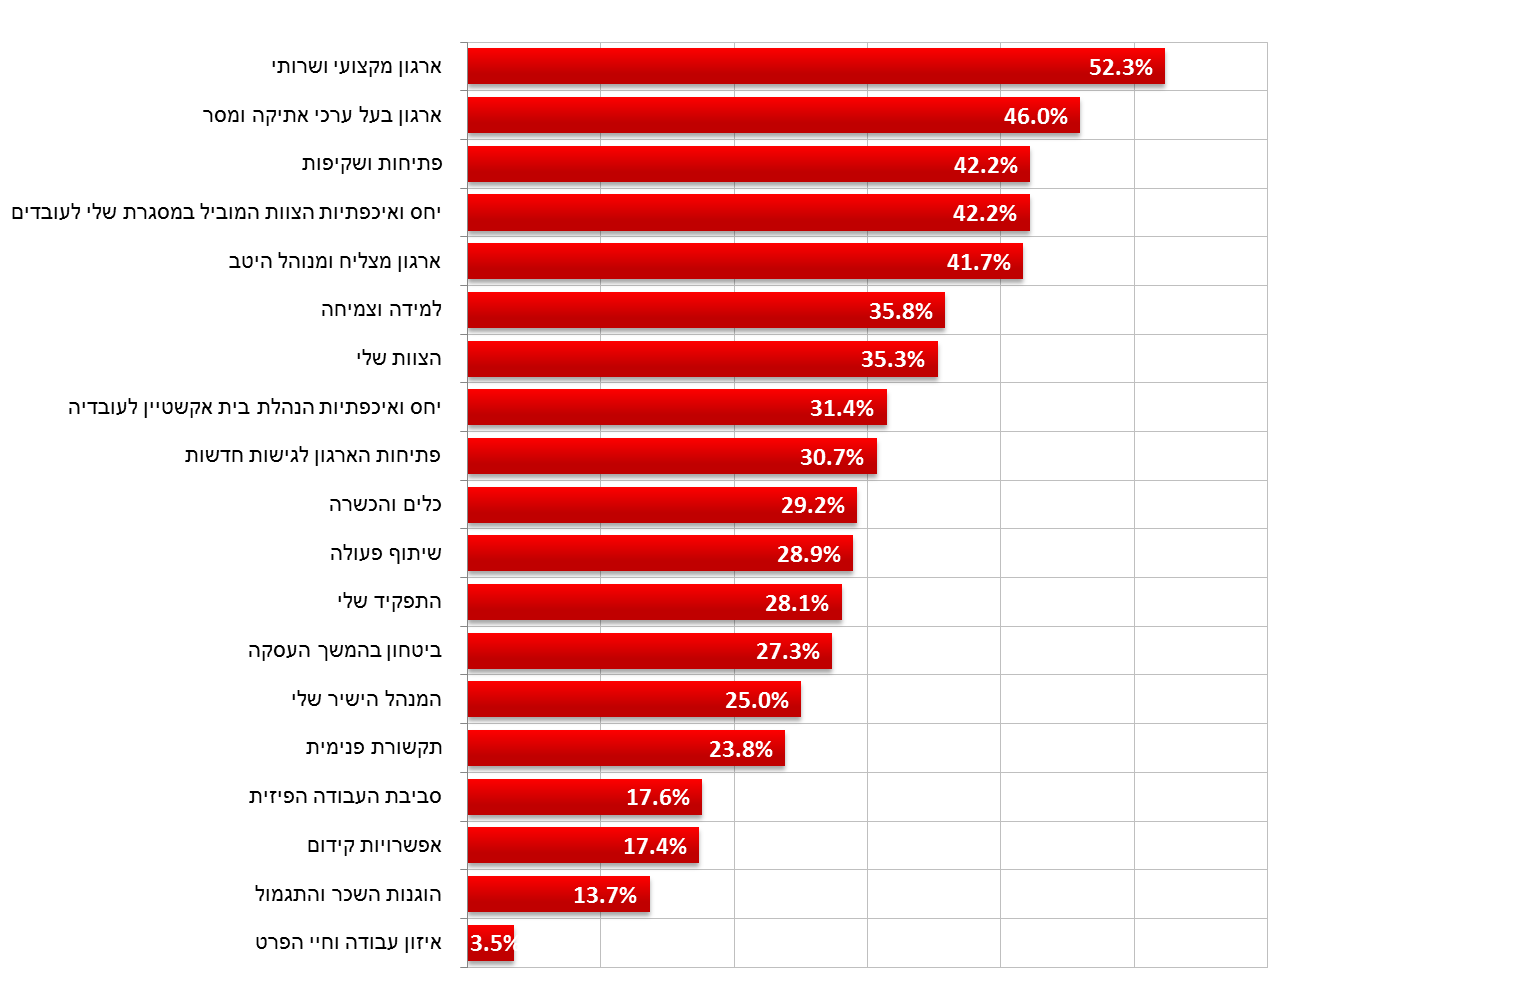 ארגון מקצועי ושרותי 52.3%
ארגון בעל ערכי אתיקה ומסר 46.0%
פתיחות ושקיפות 42.2%
יחס ואיכפתיות הצוות המוביל במסגרת שלי לעובדים 42.2%
ארגון מצליח ומנוהל היטב 41.7%
למידה וצמיחה 35.8%
הצוות שלי 35.3%
יחס ואיכפתיות הנהלת בית אקשטיין לעובדיה 31.4%
פתיחות הארגון לגישות חדשות 30.7%
כלים והכשרה 29.2%
שיתוף פעולה 28.9%
התפקיד שלי 28.1%
ביטחון בהמשך העסקה 27.3%
המנהל הישיר שלי 25.0%
תקשורת פנימית 23.8%
סביבת העבודה הפיזית 17.6%
אפשרויות קידום 17.4%
הוגנות השכר והתגמול 13.7%
איזון עבודה וחיי הפרט 3.5%